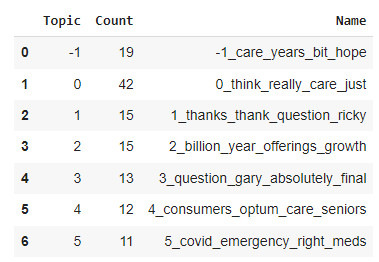 Topic Count Name
0 -1 19 -1_care_years_bit_hope
1 0 42 0_think_really_care_just
2 1 15 1_thanks_thank_question_ricky
3 2 15 2_billion_year_offerings_growth
4 3 13 3_question_gary_absolutely_final
5 4 12 4_consumers_optum_care_seniors
6 5 11 5_covid_emergency_right_meds